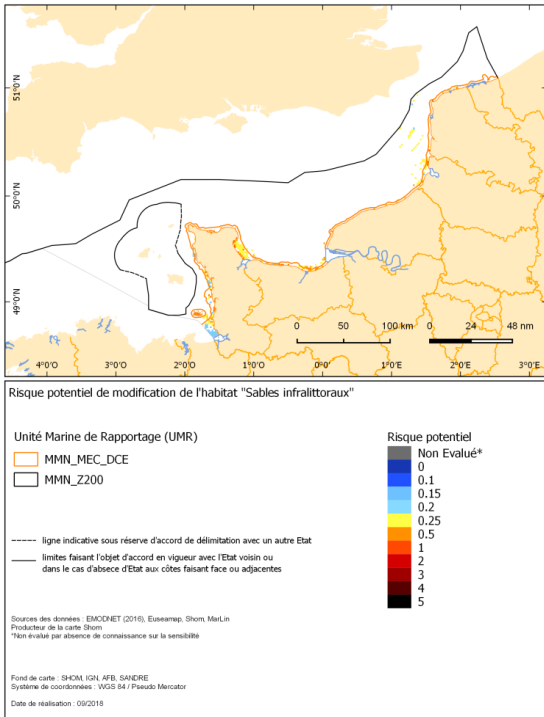 51°0'N
50°0'N
49°0'N
0 50 100 km 0 24 48 nm
4°0'O 3°0'O 2°0'O 1°0'O 0°0'E 1°0'E 2°0'E 3°0'E
Risque potentiel de modification de l'habitat "Sables infralittoraux"
Unité Marine de Rapportage (UMR)
MMN_MEC_DCE
MMN_Z200
ligne indicative sous réserve d'accord de délimitation avec un autre Etat
limites faisant l'objet d'accord en vigueur avec l'Etat voisin ou
dans le cas d'absece d'Etat aux côtes faisant face ou adjacentes
Risque potentiel
Non Evalué*
0
0.1
0.15
0.2
0.25
0.5
1
2
3
4
5
Sources des données : EMODNET (2016), Euseamap, Shom, MarLin
Producteur de la carte Shom
*Non évalué par absence de connaissance sur la sensibilité
Fond de carte : SHOM, IGN, AFB, SANDRE
Système de coordonnées : WGS 84 / Pseudo Mercator
Date de réalisation : 09/2018